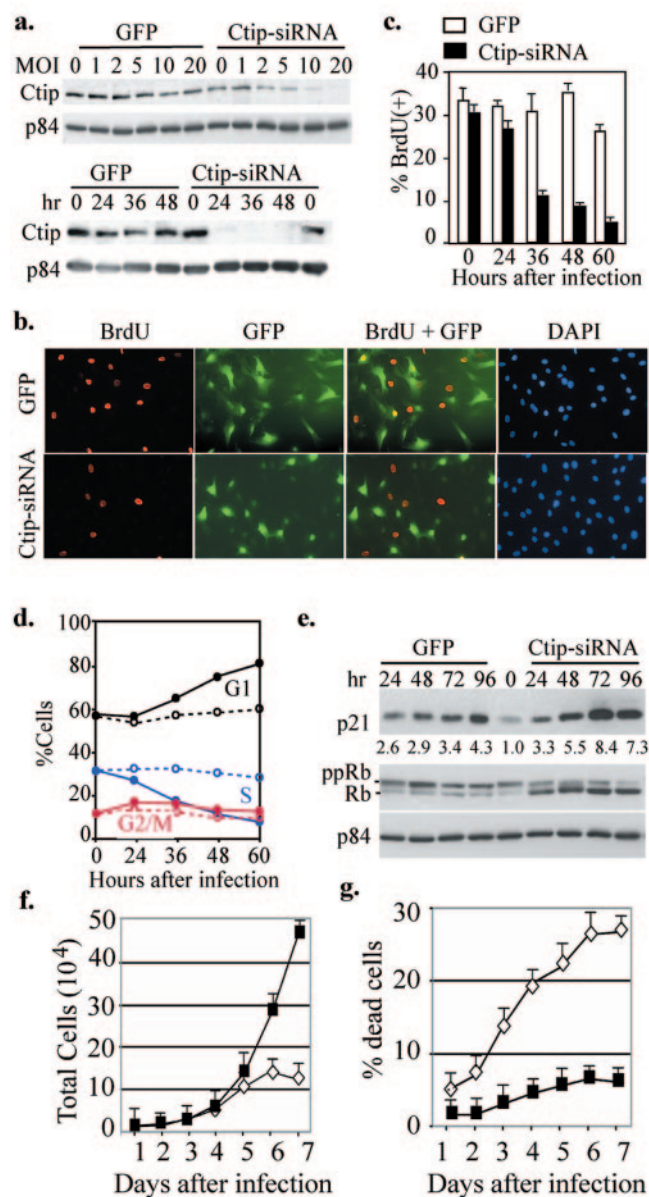 a.
GFP Ctip-siRNA
MOI 0 1 2 5 10 20 0 1 2 5 10 20
Ctip
p84
GFP Ctip-siRNA
hr 0 24 36 48 0 24 36 48 0
Ctip
p84
c.
GFP
Ctip-siRNA
% BrdU(+)
40
30
20
10
0
0 24 36 48 60
Hours after infection
b.
BrdU GFP BrdU + GFP DAPI
GFP
Ctip-siRNA
d.
%Cells
100
80
60
40
20
0
G1
S
G2/M
0 24 36 48 60
Hours after infection
e.
GFP Ctip-siRNA
hr 24 48 72 96 0 24 48 72 96
p21
2.6 2.9 3.4 4.3 1.0 3.3 5.5 8.4 7.3
ppRb
Rb
p84
f.
Total Cells (10⁴)
50
40
30
20
10
0
1 2 3 4 5 6 7
Days after infection
g.
% dead cells
30
20
10
0
1 2 3 4 5 6 7
Days after infection